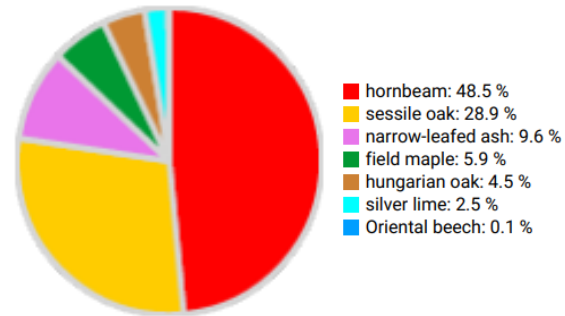 hornbeam: 48.5 %
sessile oak: 28.9 %
narrow-leafed ash: 9.6 %
field maple: 5.9 %
hungarian oak: 4.5 %
silver lime: 2.5 %
Oriental beech: 0.1 %